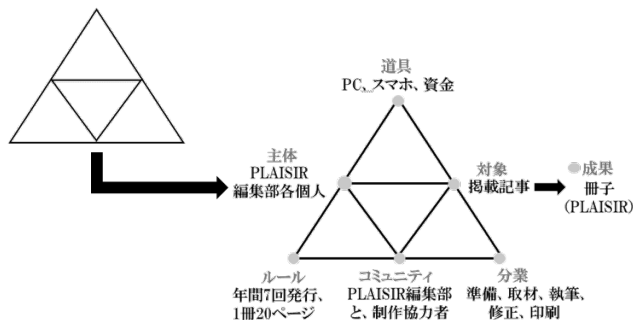 道具
PC、スマホ、資金
主体
PLAISIR
編集部各個人
対象
掲載記事
成果
冊子
(PLAISIR)
ルール
年間7回発行、
1冊20ページ
コミュニティ
PLAISIR編集部
と、制作協力者
分業
準備、取材、執筆、
修正、印刷